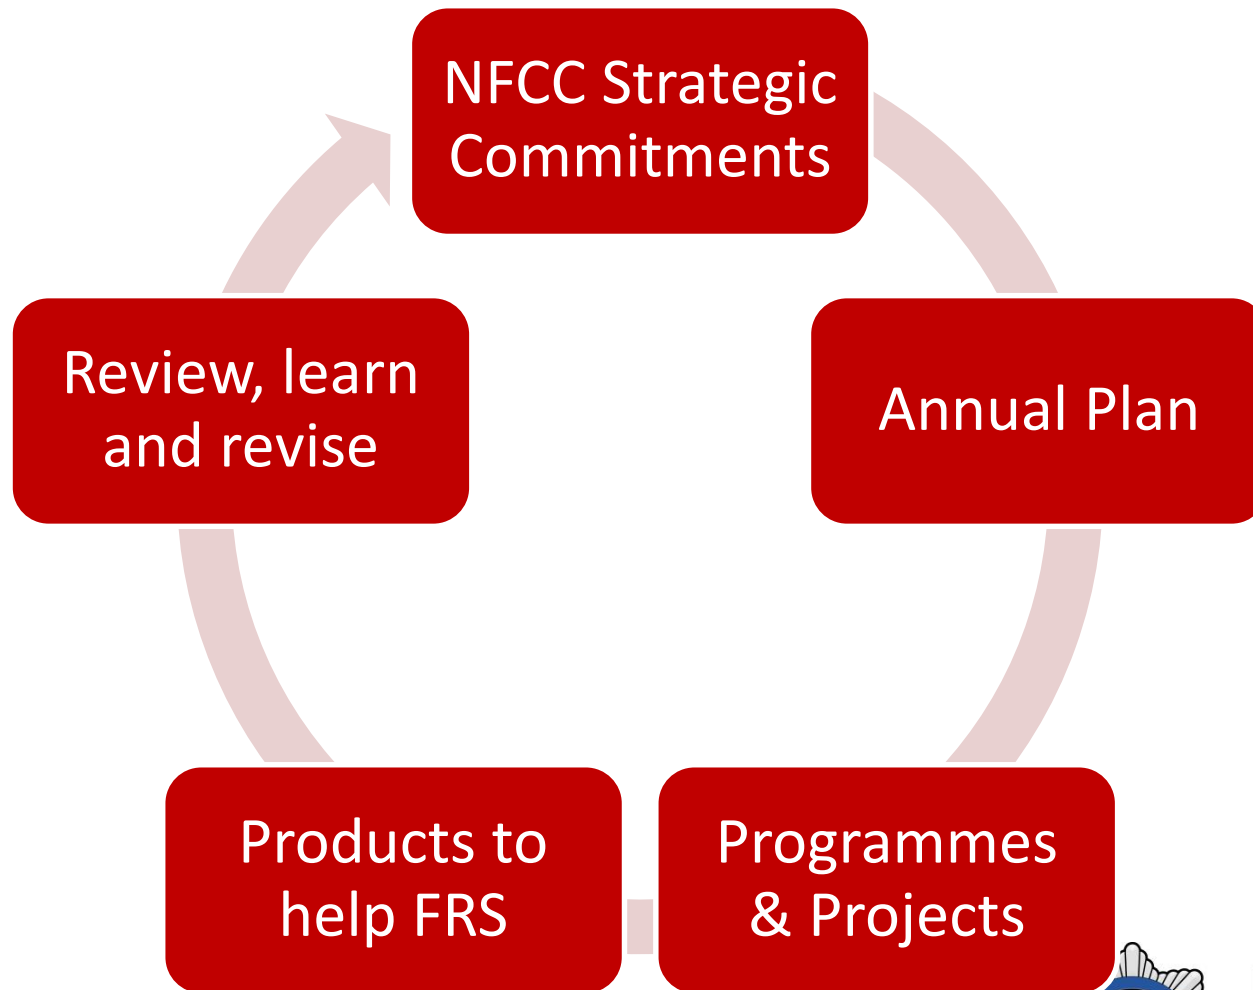 NFCC Strategic
Commitments
Annual Plan
Programmes
& Projects
Products to
help FRS
Review, learn
and revise